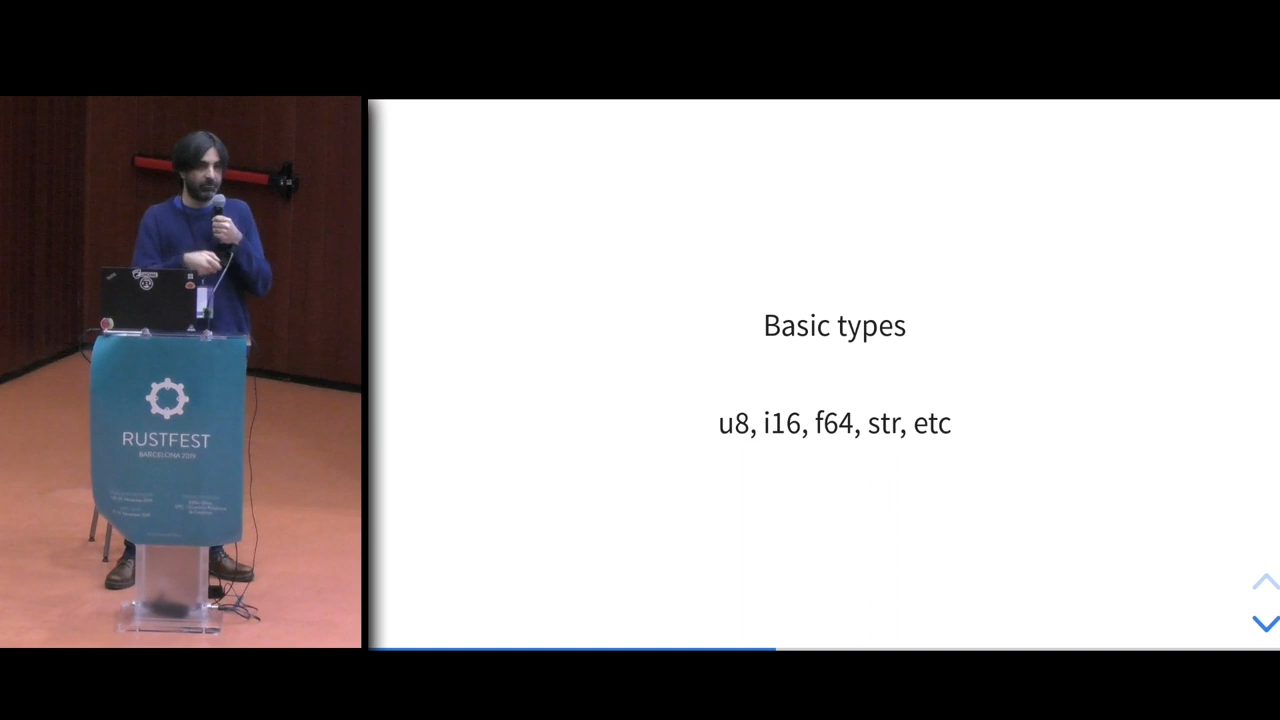 Basic types
u8, i16, f64, str, etc
RUSTFEST
BARCELONA 2019